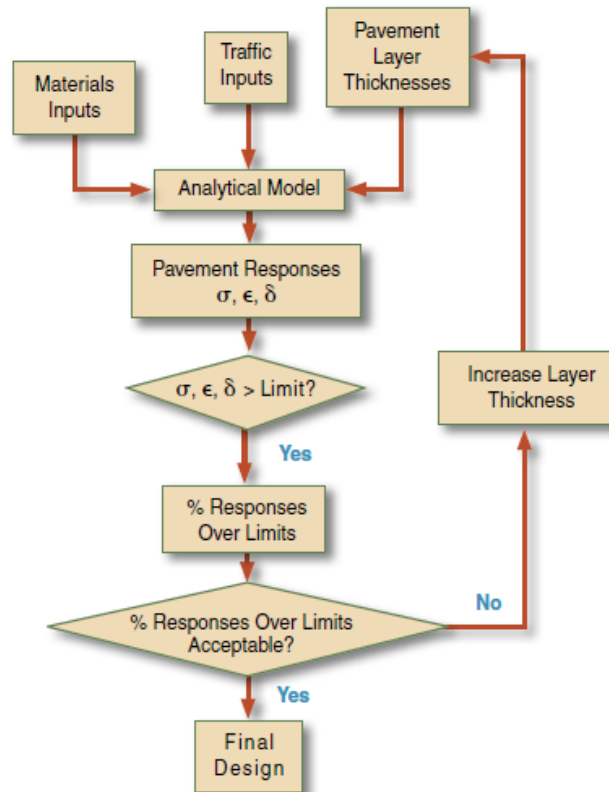 Materials
Inputs
Traffic
Inputs
Pavement
Layer
Thicknesses
Analytical Model
Pavement Responses
σ, ϵ, δ
σ, ϵ, δ > Limit?
Yes
% Responses
Over Limits
Increase Layer
Thickness
% Responses Over Limits
Acceptable?
No
Yes
Final
Design